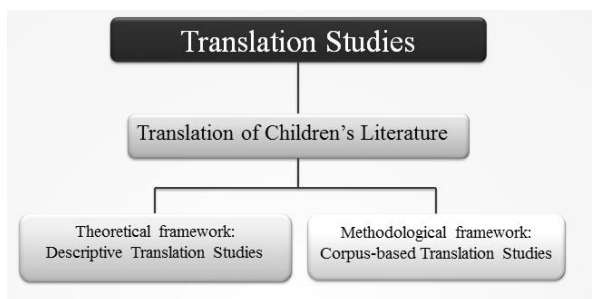 Translation Studies
Translation of Children's Literature
Theoretical framework:
Descriptive Translation Studies
Methodological framework:
Corpus-based Translation Studies